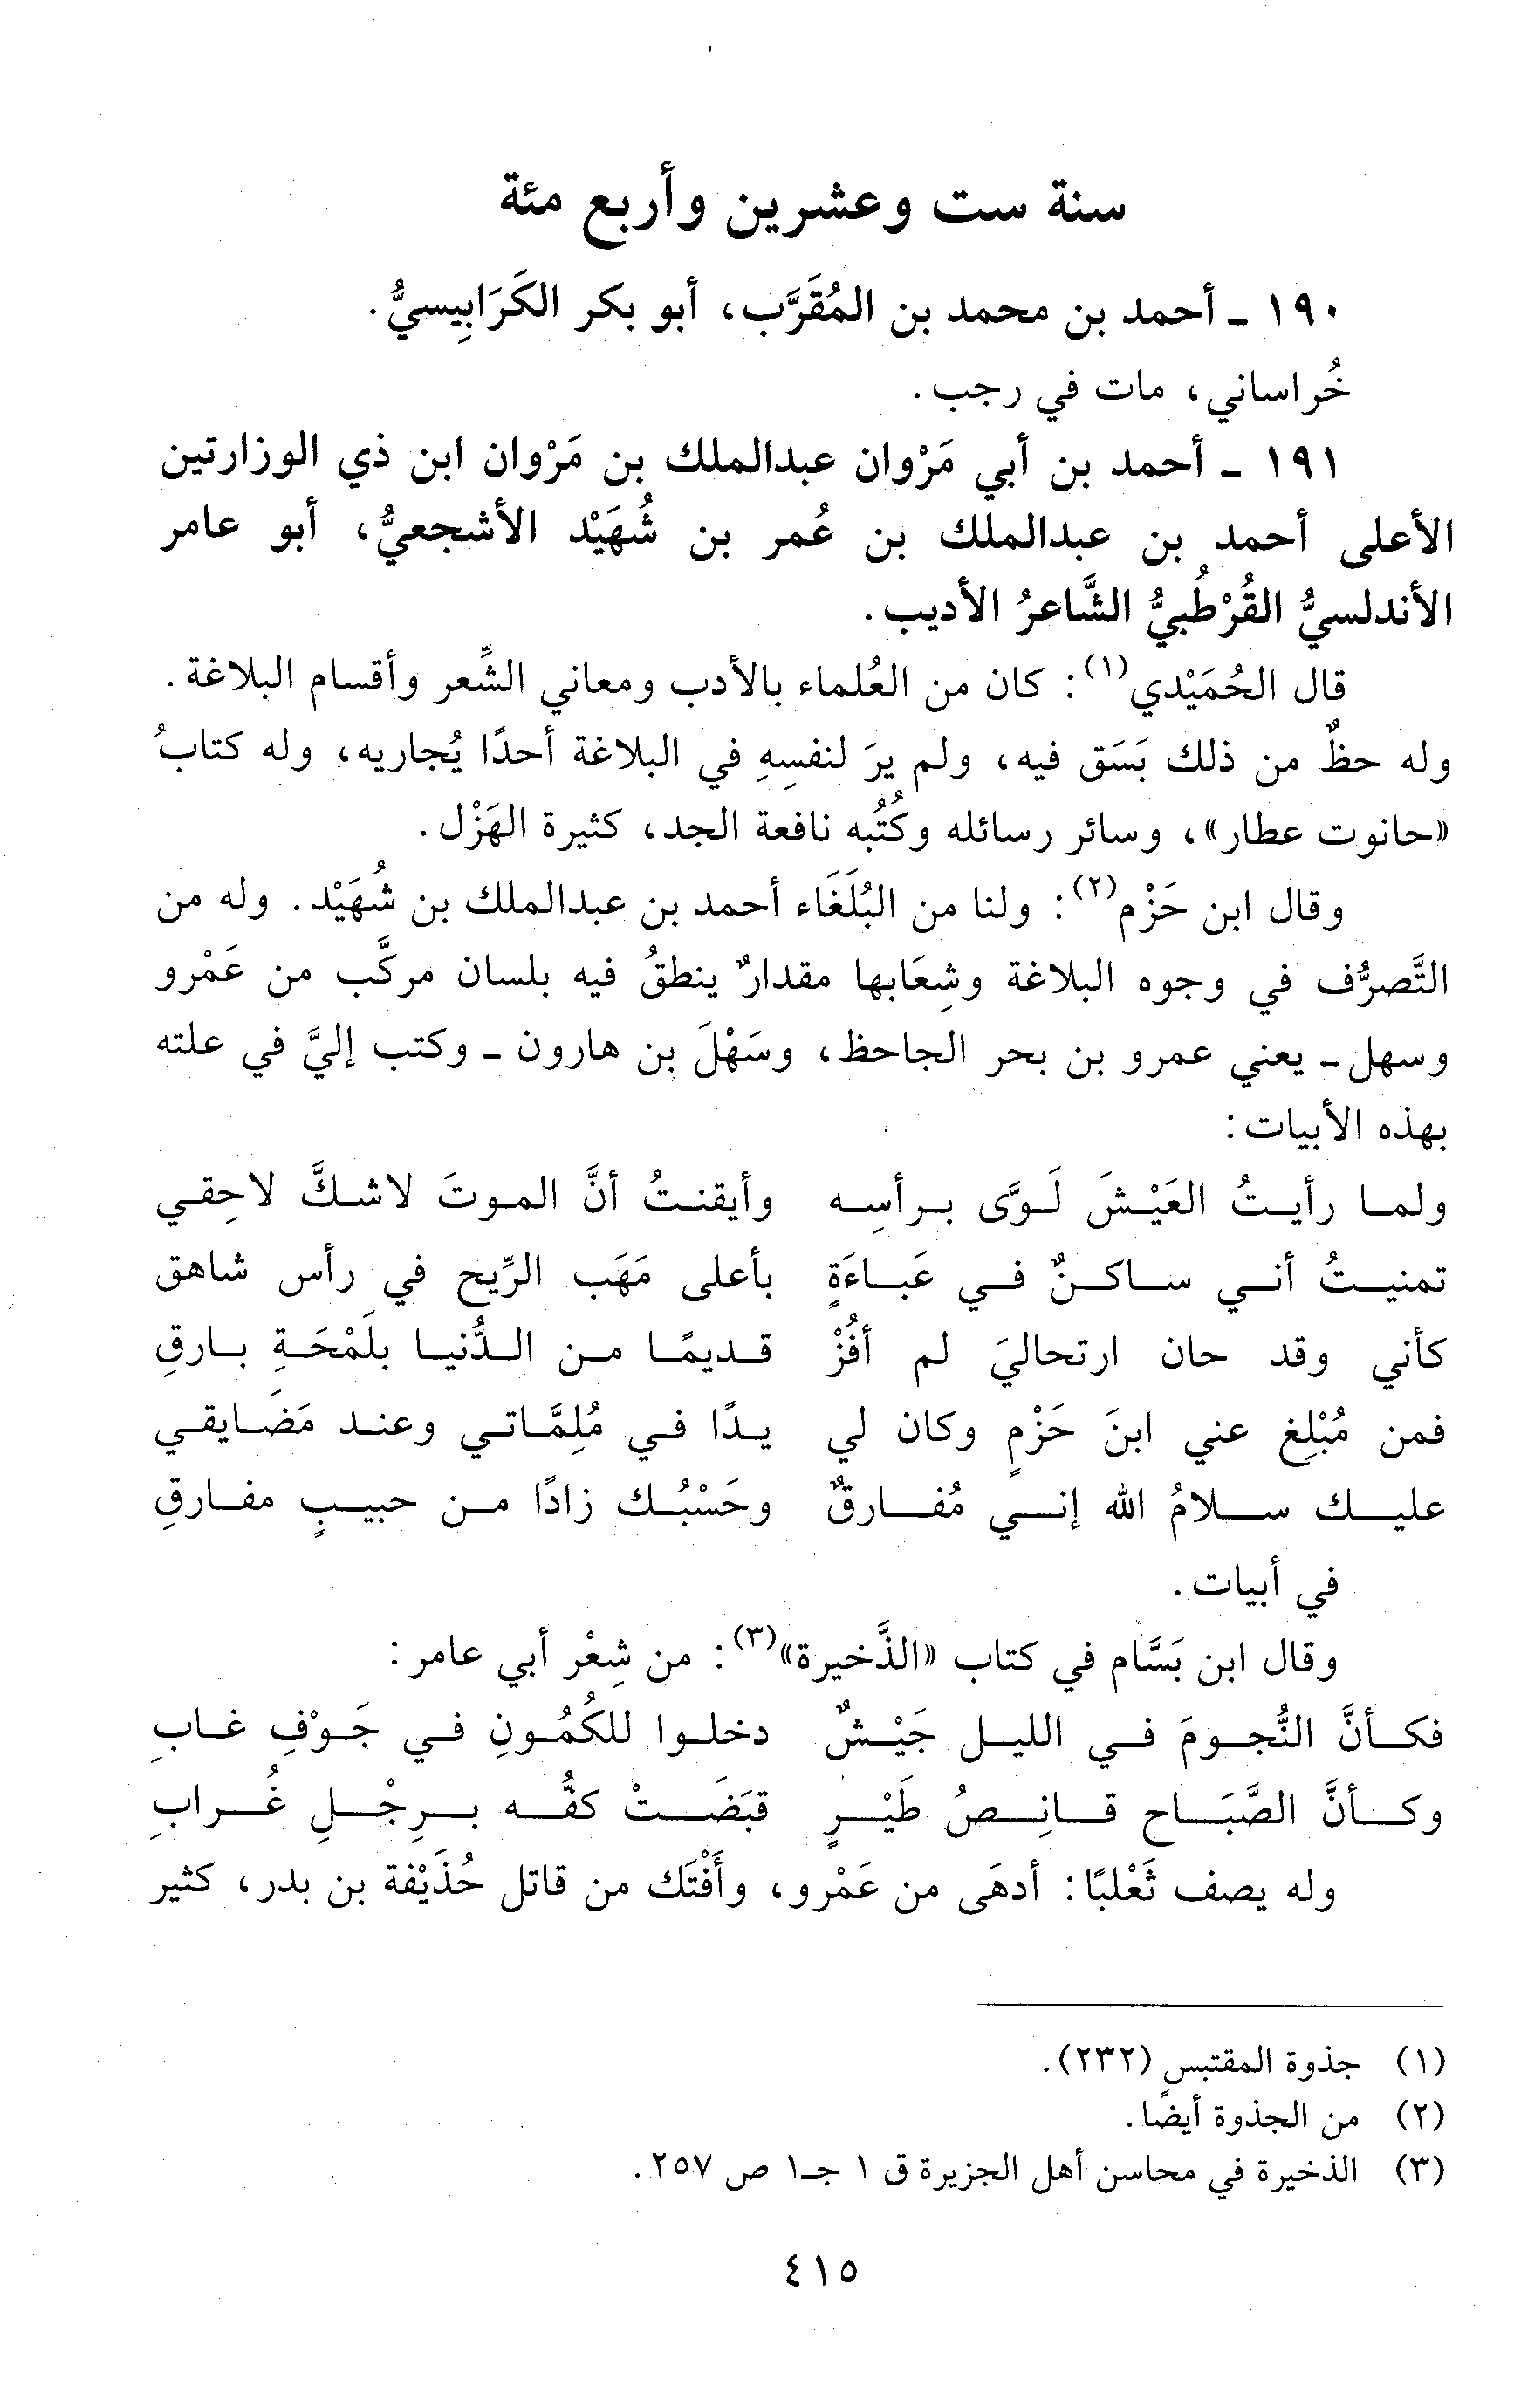 سنة ست وعشرين وأربع مئة
١٩٠ ـ أحمد بن محمد بن المُقَرَّب، أبو بكر الكَرَابِيسيُّ.
خُراساني، مات في رجب.
١٩١ ـ أحمد بن أبي مَرْوان عبدالملك بن مَرْوان ابن ذي الوزارتين
الأعلى أحمد بن عبدالملك بن عُمر بن شُهَيْد الأشجعيُّ، أبو عامر
الأندلسيُّ القُرْطُبيُّ الشَّاعرُ الأديب.
قال الحُمَيْدي(١): كان من العُلماء بالأدب ومعاني الشِّعر وأقسام البلاغة.
وله حظٌ من ذلك بَسَق فيه، ولم يرَ لنفسِهِ في البلاغة أحدًا يُجاريه، وله كتابُ
«حانوت عطار»، وسائر رسائله وكُتُبه نافعة الجد، كثيرة الهَزْل.
وقال ابن حَزْم(٢): ولنا من البُلَغَاء أحمد بن عبدالملك بن شُهَيْد. وله من
التَّصرُّف في وجوه البلاغة وشِعَابها مقدارٌ ينطقُ فيه بلسان مركَّب من عَمْرو
وسهل ـ يعني عمرو بن بحر الجاحظ، وسَهْلَ بن هارون ـ وكتب إليَّ في علته
بهذه الأبيات:
ولما رأيتُ العَيْشَ لَوَّى برأسِه وأيقنتُ أنَّ الموتَ لاشكَّ لاحِقي
تمنيتُ أني ساكنٌ في عَباءَةٍ بأعلى مَهَب الرِّيح في رأس شاهق
كأني وقد حان ارتحاليَ لم أفُزْ قديمًا من الدُّنيا بلَمْحَةِ بارقِ
فمن مُبْلِغ عني ابنَ حَزْمٍ وكان لي يدًا في مُلِمَّاتي وعند مَضَايقي
عليك سلامُ الله إني مُفارقٌ وحَسْبُك زادًا من حبيبٍ مفارقِ
في أبيات.
وقال ابن بَسَّام في كتاب «الذَّخيرة»(٣): من شِعْر أبي عامر:
فكأنَّ النُّجومَ في الليل جَيْشٌ دخلوا للكُمُونِ في جَوْفِ غابِ
وكأنَّ الصَّبَاح قانِصُ طَيْرٍ قبَضَتْ كفُّه برِجْلِ غُرابِ
وله يصف ثَعْلبًا: أدهَى من عَمْرو، وأَفْتَك من قاتل حُذَيْفة بن بدر، كثير
(١) جذوة المقتبس (٢٣٢).
(٢) من الجذوة أيضًا.
(٣) الذخيرة في محاسن أهل الجزيرة ق ١ جـ١ ص ٢٥٧.
٤١٥